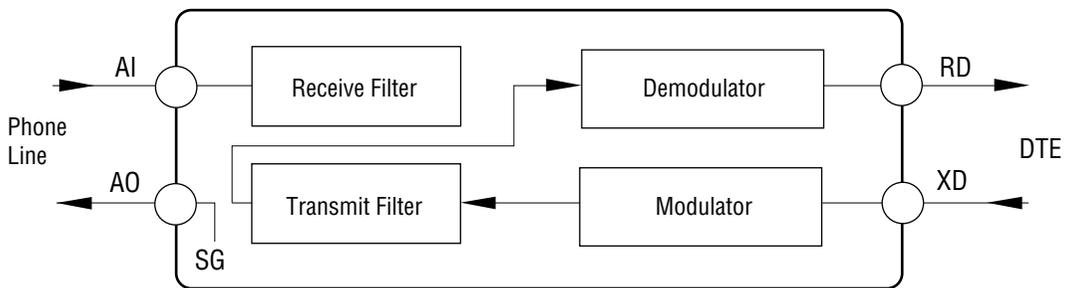 AI
Receive Filter
Demodulator
RD
Phone
Line
DTE
AO
Transmit Filter
Modulator
XD
SG